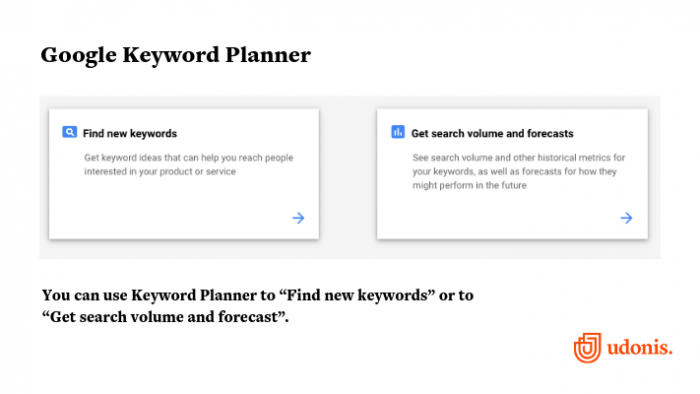 Google Keyword Planner
Find new keywords
Get keyword ideas that can help you reach people
interested in your product or service
Get search volume and forecasts
See search volume and other historical metrics for
your keywords, as well as forecasts for how they
might perform in the future
You can use Keyword Planner to “Find new keywords” or to
“Get search volume and forecast”.
udonis.